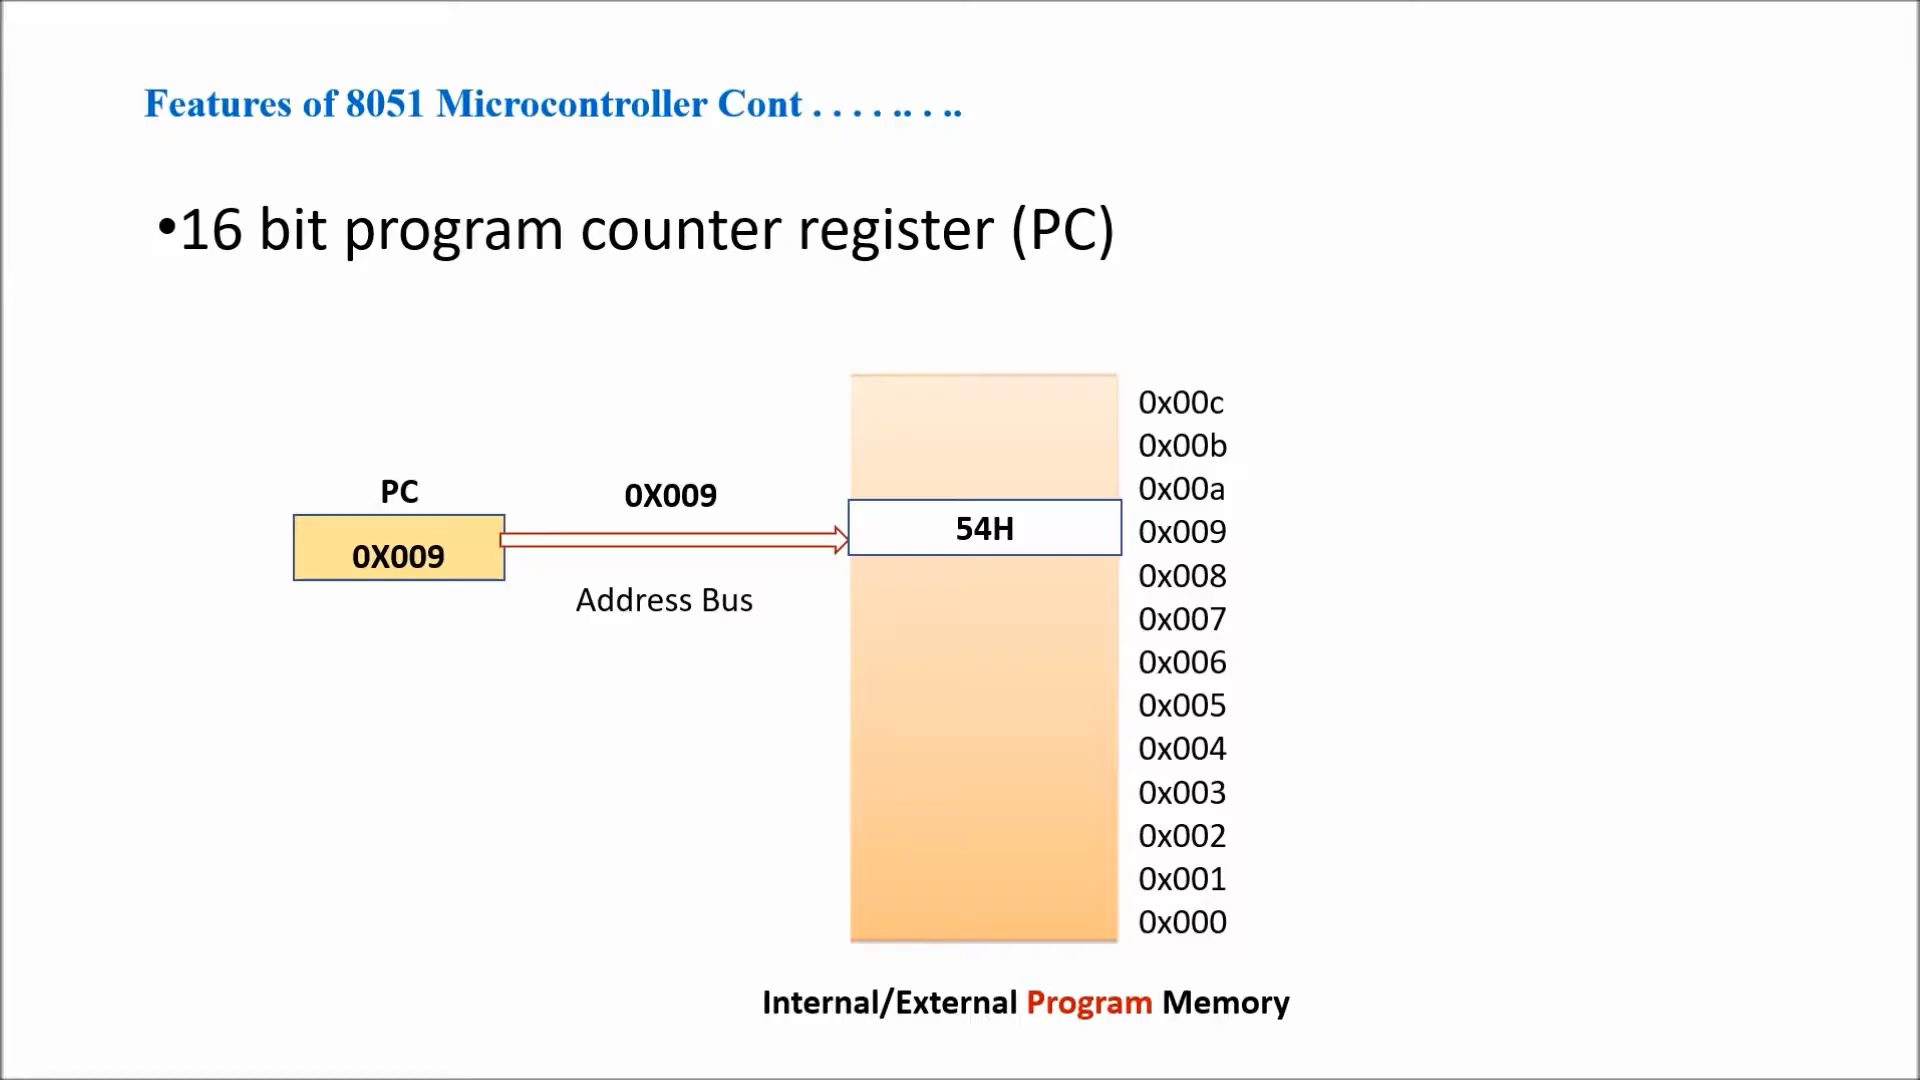 Features of 8051 Microcontroller Cont . . . . .. . ..
•16 bit program counter register (PC)
PC
0X009
0X009
Address Bus
54H
0x00c
0x00b
0x00a
0x009
0x008
0x007
0x006
0x005
0x004
0x003
0x002
0x001
0x000
Internal/External Program Memory